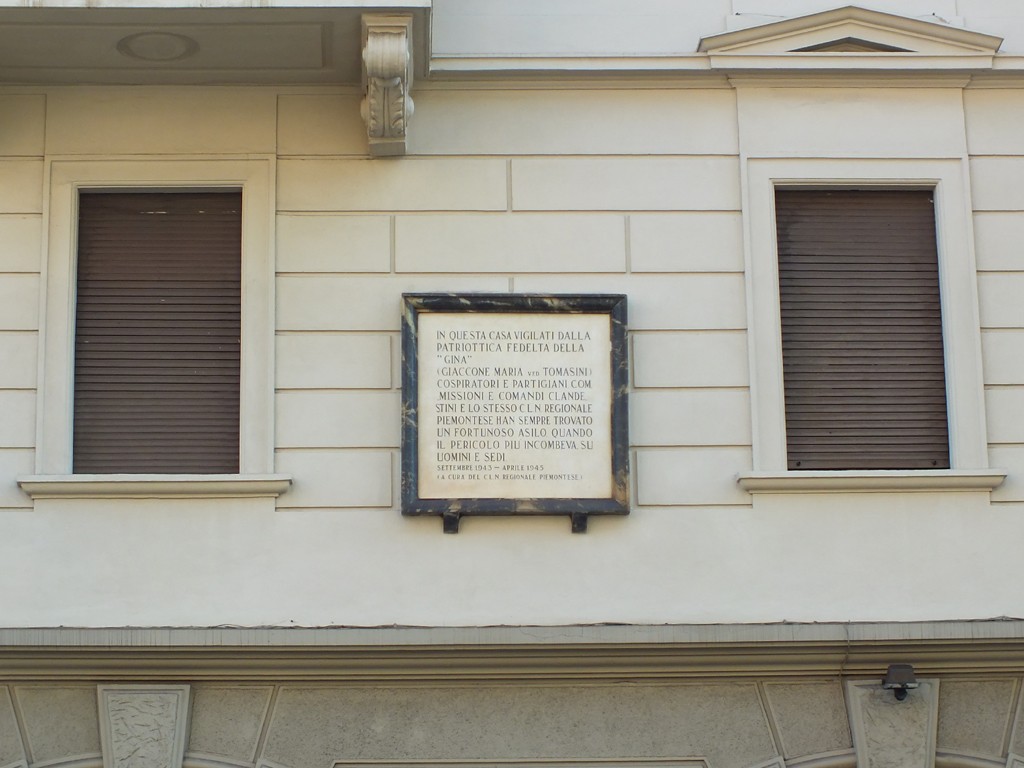 IN QUESTA CASA VIGILATI DALLA
PATRIOTTICA FEDELTA DELLA
"GINA"
(GIACCONE MARIA VED TOMASINI)
COSPIRATORI E PARTIGIANI COM
MISSIONI E COMANDI CLANDE
STINI E LO STESSO C.L.N REGIONALE
PIEMONTESE HAN SEMPRE TROVATO
UN FORTUNOSO ASILO QUANDO
IL PERICOLO PIU INCOMBEVA SU
UOMINI E SEDI
SETTEMBRE 1943 - APRILE 1945
(A CURA DEL C.L.N. REGIONALE PIEMONTESE)